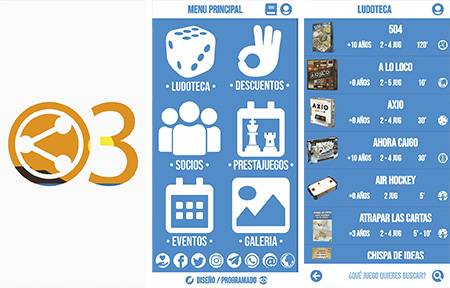 3
MENU PRINCIPAL
• LUDOTECA •
• DESCUENTOS •
• SOCIOS •
• PRESTAJUEGOS •
• EVENTOS •
• GALERIA •
DISEÑO / PROGRAMADO
LUDOTECA
504
+10 AÑOS 2 - 4 JUG 120'
A LO LOCO
+8 AÑOS 2 - 5 JUG 10'
AXIO
+8 AÑOS 2 - 4 JUG 30'
AHORA CAIGO
+10 AÑOS 2 - 4 JUG 30'
AIR HOCKEY
+6 AÑOS 2 JUG 5'
ATRAPAR LAS CARTAS
+3 AÑOS 2 - 4 JUG 5' - 10'
CHISPA DE IDEAS
¿QUÉ JUEGO QUIERES BUSCAR?